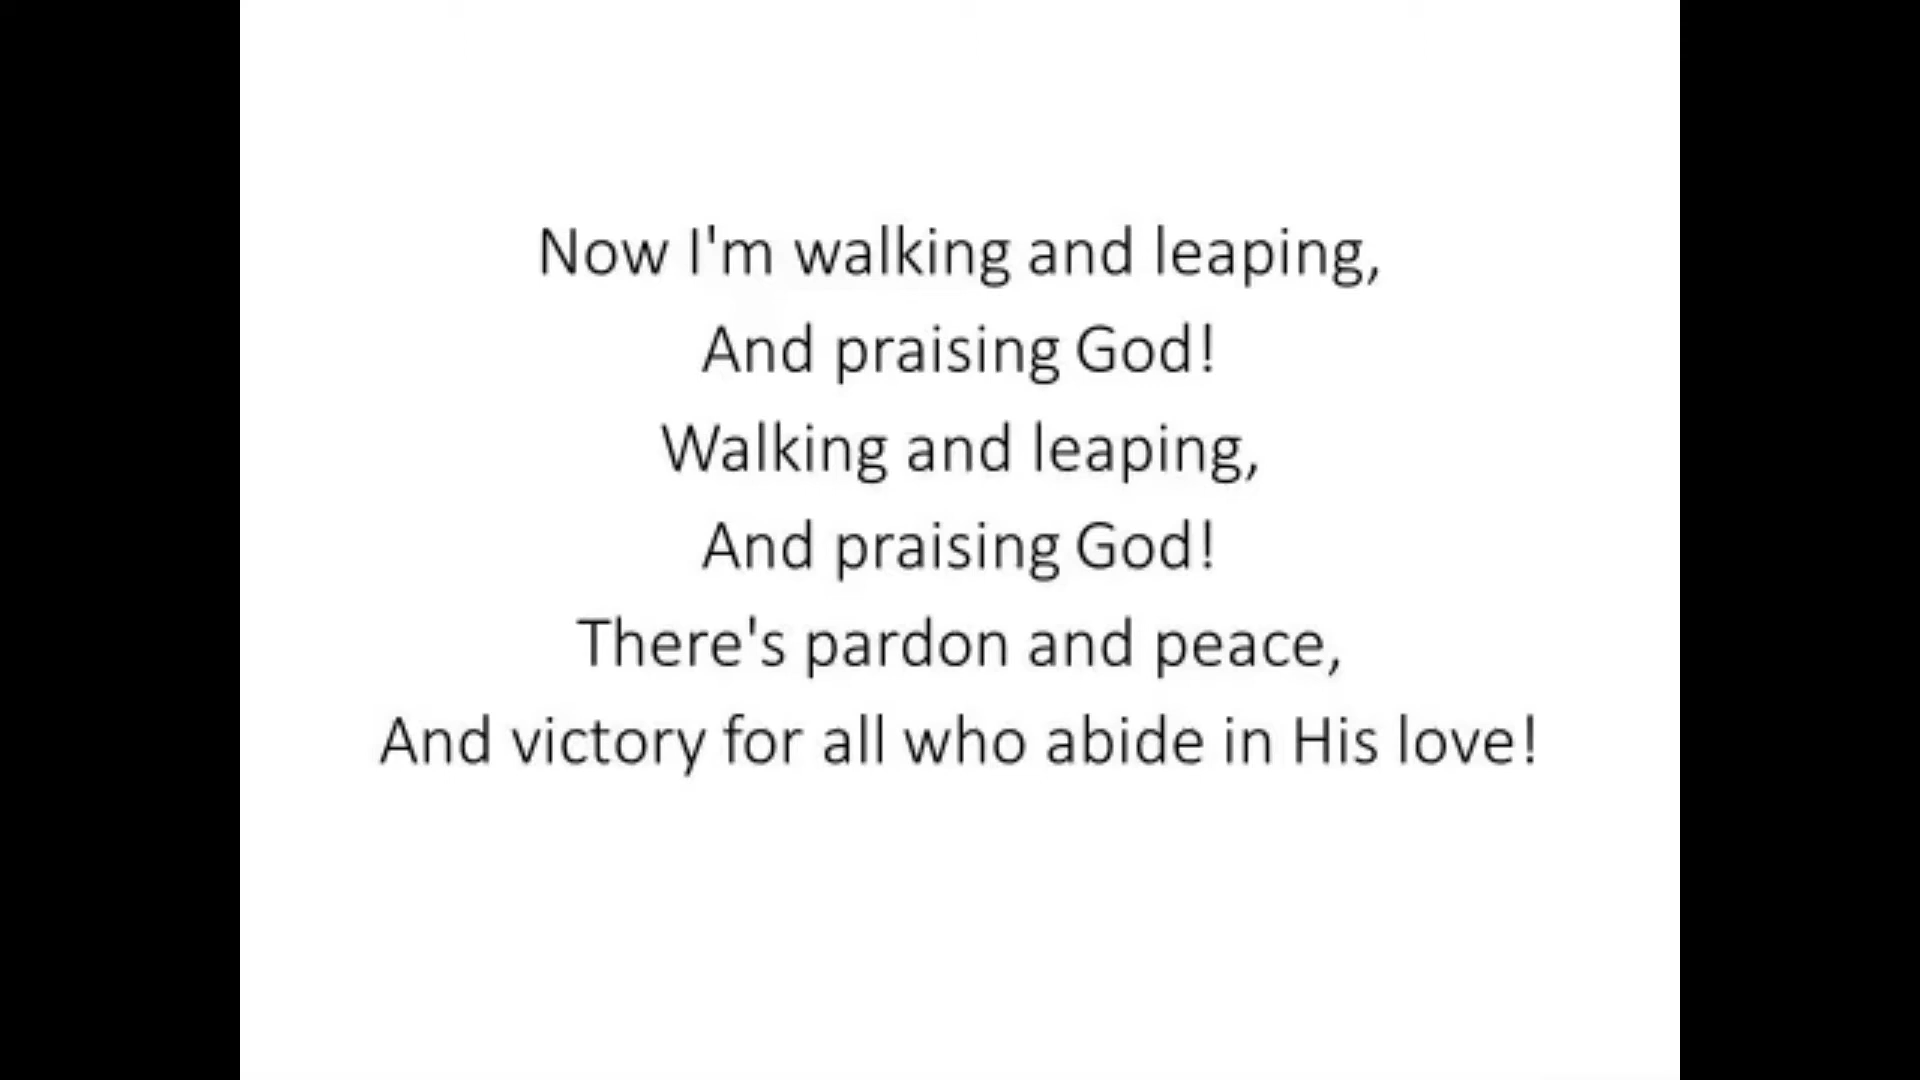 Now I'm walking and leaping,
And praising God!
Walking and leaping,
And praising God!
There's pardon and peace,
And victory for all who abide in His love!